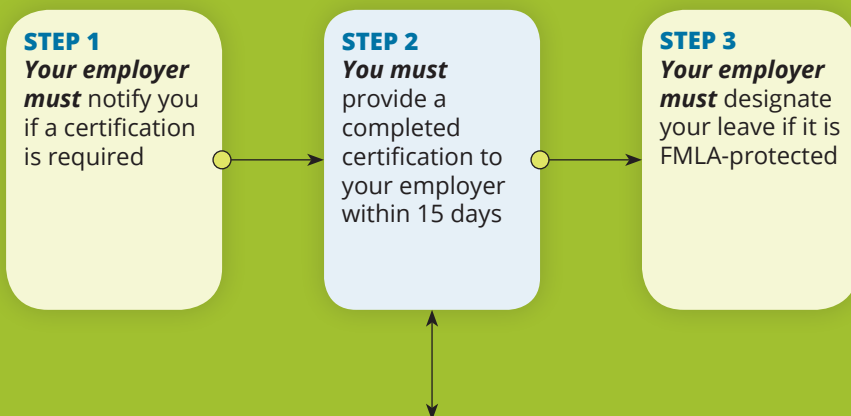 STEP 1
Your employer
must notify you
if a certification
is required
STEP 2
You must
provide a
completed
certification to
your employer
within 15 days
STEP 3
Your employer
must designate
your leave if it is
FMLA-protected